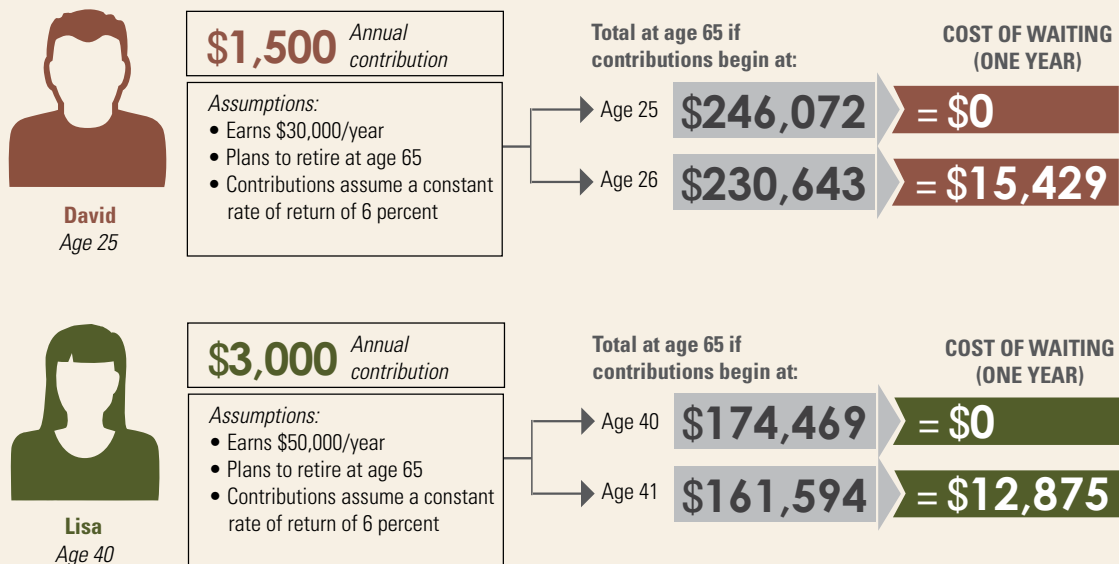 $1,500 Annual contribution
Assumptions:
• Earns $30,000/year
• Plans to retire at age 65
• Contributions assume a constant
rate of return of 6 percent
David
Age 25
Total at age 65 if
contributions begin at:
COST OF WAITING
(ONE YEAR)
Age 25 $246,072 = $0
Age 26 $230,643 = $15,429
$3,000 Annual contribution
Assumptions:
• Earns $50,000/year
• Plans to retire at age 65
• Contributions assume a constant
rate of return of 6 percent
Lisa
Age 40
Total at age 65 if
contributions begin at:
COST OF WAITING
(ONE YEAR)
Age 40 $174,469 = $0
Age 41 $161,594 = $12,875